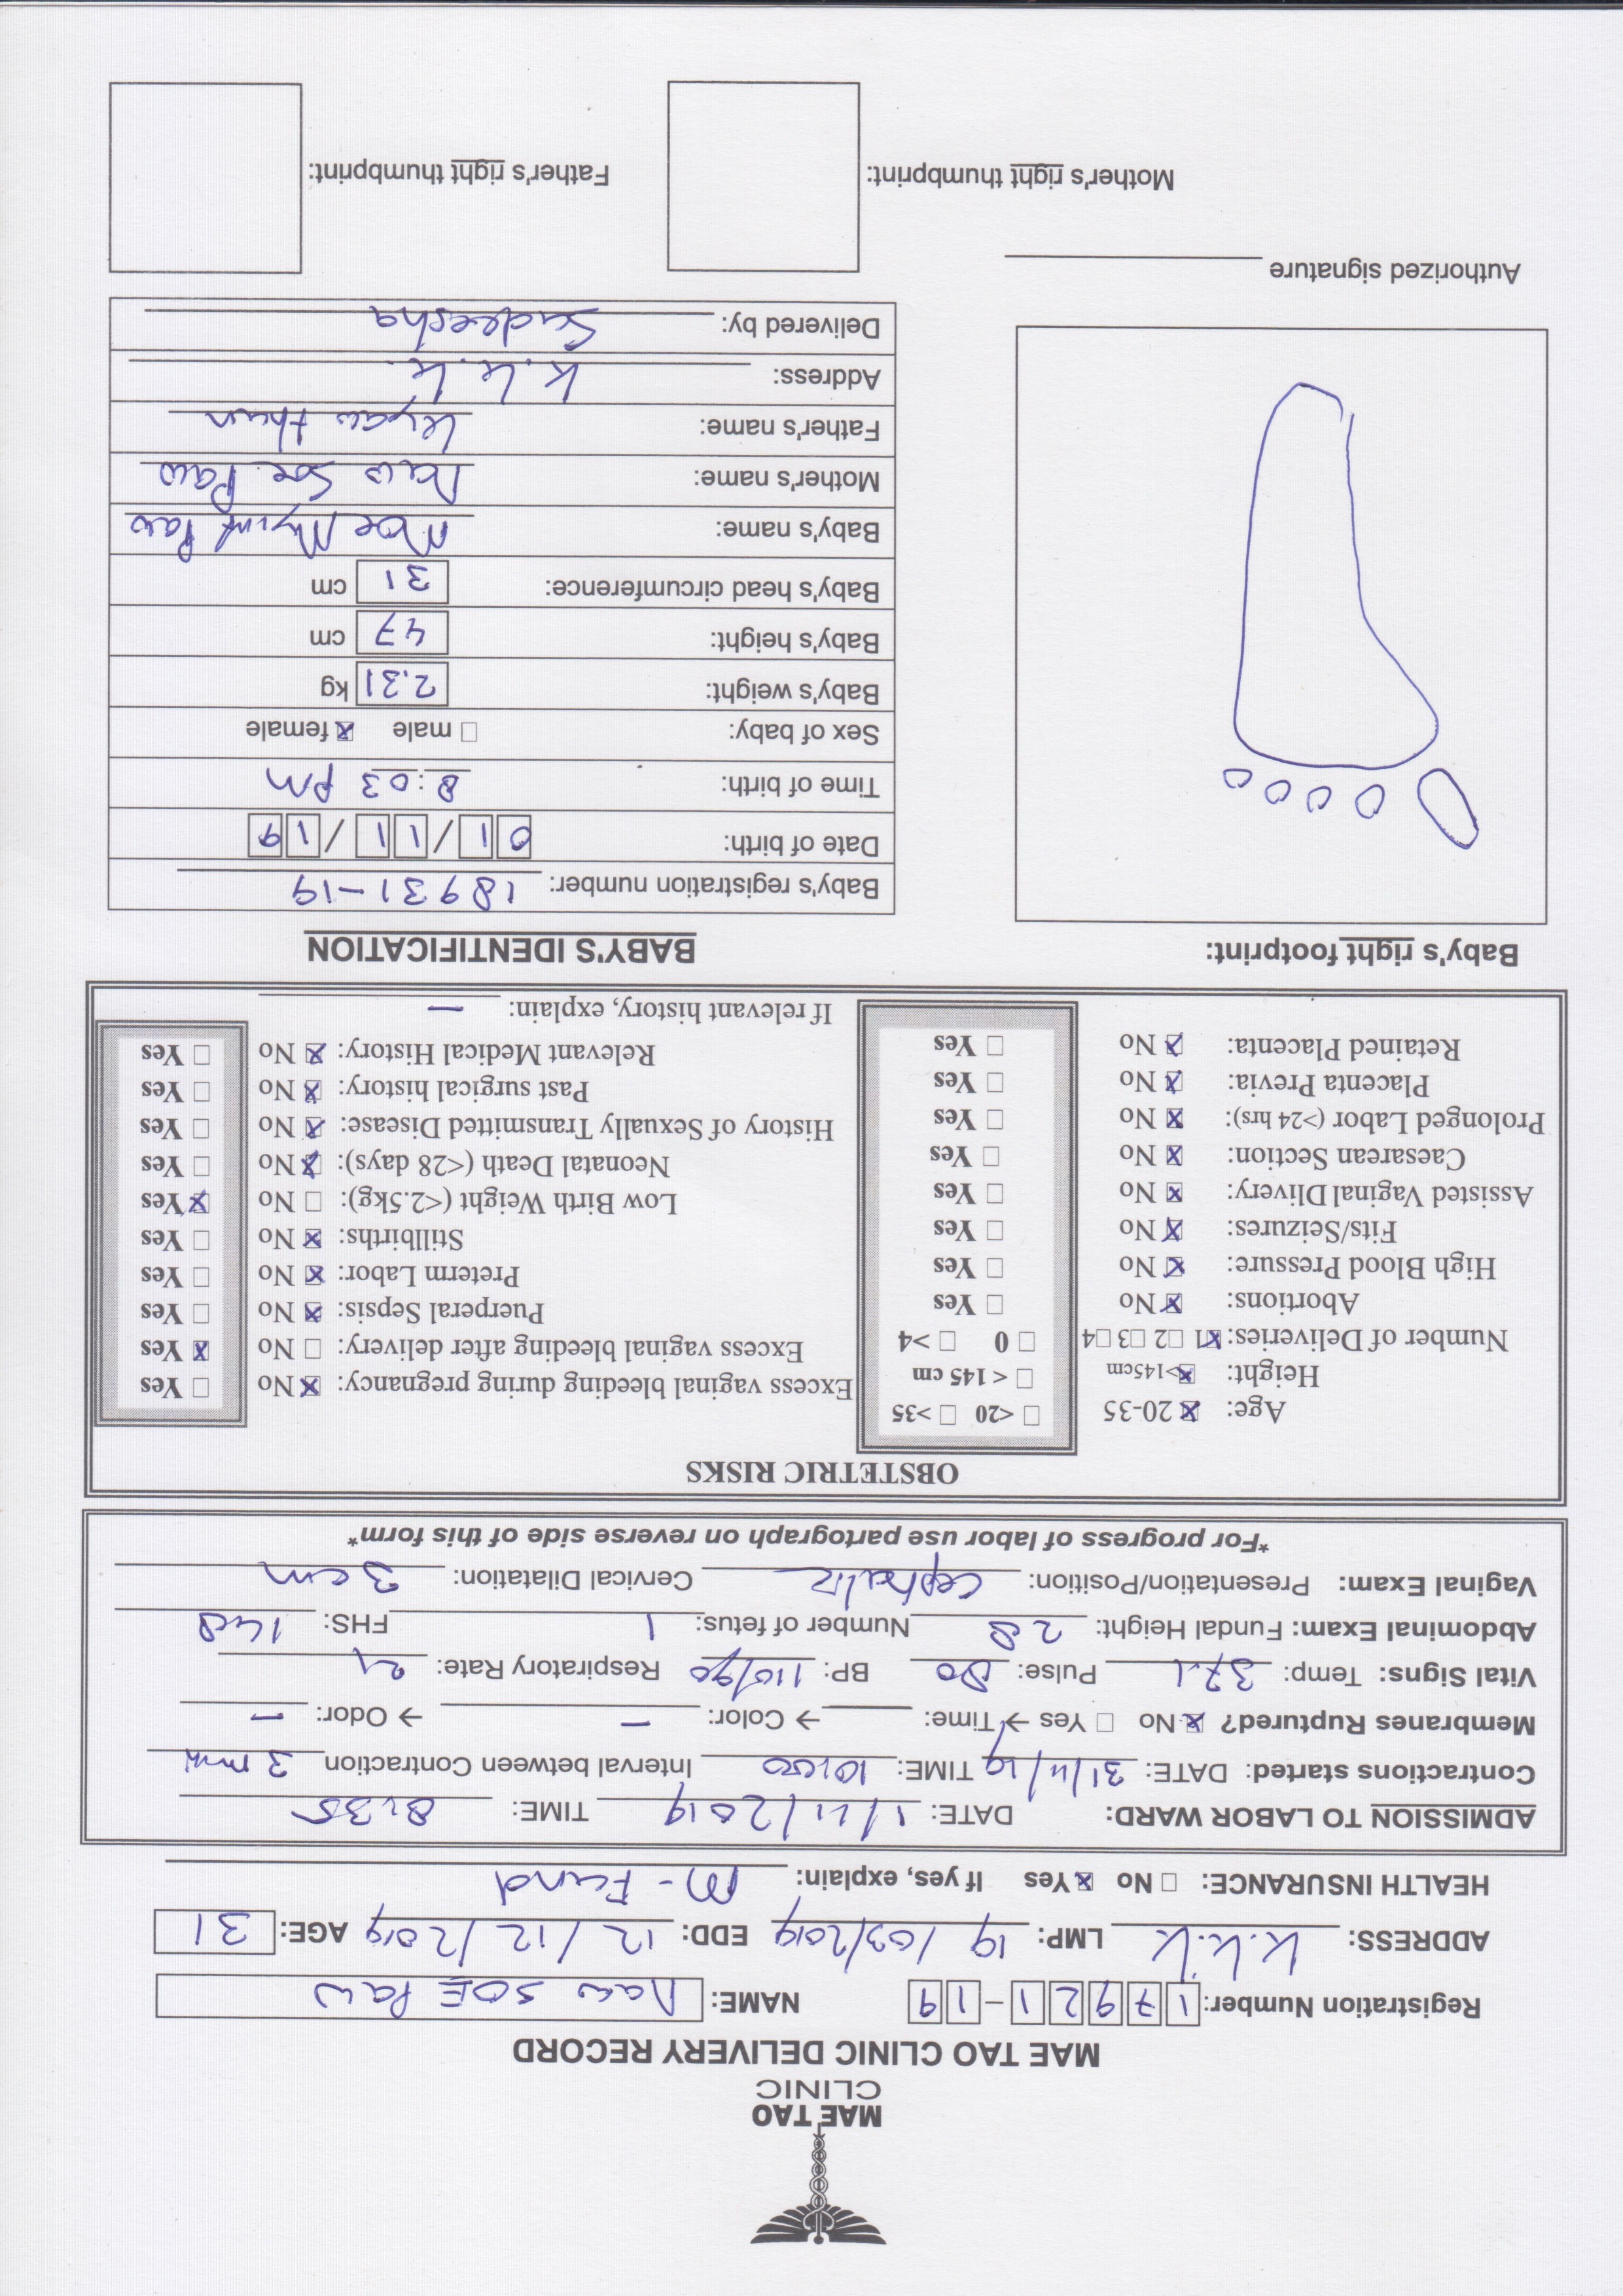 MAE TAO
CLINIC
MAE TAO CLINIC DELIVERY RECORD
Registration Number: 1 7 9 2 1 - 1 9 NAME: Naw SOE Paw
ADDRESS: K.K.K LMP: 19 / 03/2019 EDD: 12 / 12 / 2019 AGE: 31
HEALTH INSURANCE: ☐ No ☒ Yes If yes, explain: M - Fund
ADMISSION TO LABOR WARD: DATE: 1/11/2019 TIME: 8:35
Contractions started: DATE: 31/11/19 TIME: 10:00 Interval between Contraction 3 min
Membranes Ruptured? ☒ No ☐ Yes → Time: → Color: – → Odor: –
Vital Signs: Temp: 37.1 Pulse: 80 BP: 110/90 Respiratory Rate: 21
Abdominal Exam: Fundal Height: 28 Number of fetus: 1 FHS: 148
Vaginal Exam: Presentation/Position: Cephalic Cervical Dilatation: 3 cm
*For progress of labor use partograph on reverse side of this form*
OBSTETRIC RISKS
Age: ☒ 20-35 ☐ <20 ☐ >35
Height: ☒ >145cm ☐ < 145 cm
Number of Deliveries: ☒1 ☐2 ☐3 ☐4 ☐ 0 ☐ >4
Abortions: ☒ No ☐ Yes
High Blood Pressure: ☒ No ☐ Yes
Fits/Seizures: ☒ No ☐ Yes
Assisted Vaginal Dlivery: ☒ No ☐ Yes
Caesarean Section: ☒ No ☐ Yes
Prolonged Labor (>24 hrs): ☒ No ☐ Yes
Placenta Previa: ☒ No ☐ Yes
Retained Placenta: ☒ No ☐ Yes
Excess vaginal bleeding during pregnancy: ☒ No ☐ Yes
Excess vaginal bleeding after delivery: ☐ No ☒ Yes
Puerperal Sepsis: ☒ No ☐ Yes
Preterm Labor: ☒ No ☐ Yes
Stillbirths: ☒ No ☐ Yes
Low Birth Weight (<2.5kg): ☐ No ☒ Yes
Neonatal Death (<28 days): ☒ No ☐ Yes
History of Sexually Transmitted Disease: ☒ No ☐ Yes
Past surgical history: ☒ No ☐ Yes
Relevant Medical History: ☒ No ☐ Yes
If relevant history, explain: –
Baby's right footprint:
BABY'S IDENTIFICATION
Baby's registration number: 18931-19
Date of birth: 0 1 / 1 1 / 1 9
Time of birth: 8:03 pm
Sex of baby: ☐ male ☒ female
Baby's weight: 2.31 kg
Baby's height: 47 cm
Baby's head circumference: 31 cm
Baby's name: Moe Myint Paw
Mother's name: Naw Soe Paw
Father's name: Kyaw thun
Address: K.K.K.
Delivered by: Sudeesha
Authorized signature
Mother's right thumbprint:
Father's right thumbprint: